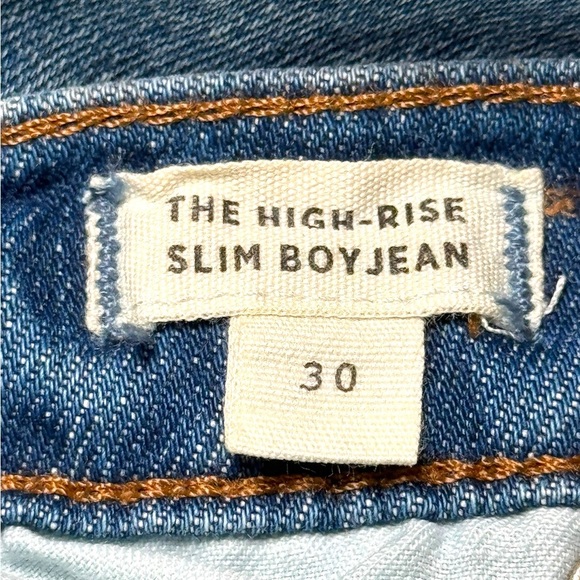 THE HIGH-RISE
SLIM BOYJEAN
30